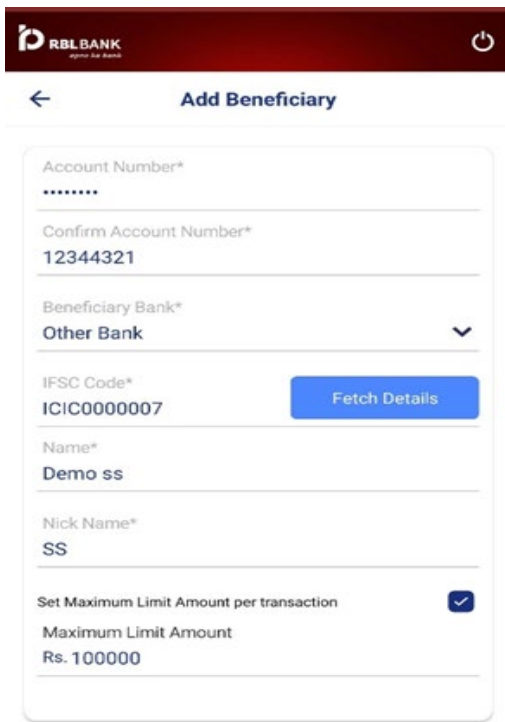 RBLBANK
apno ka bank
Add Beneficiary
Account Number*
••••••••
Confirm Account Number*
12344321
Beneficiary Bank*
Other Bank
IFSC Code*
ICIC0000007
Fetch Details
Name*
Demo ss
Nick Name*
SS
Set Maximum Limit Amount per transaction
Maximum Limit Amount
Rs. 100000